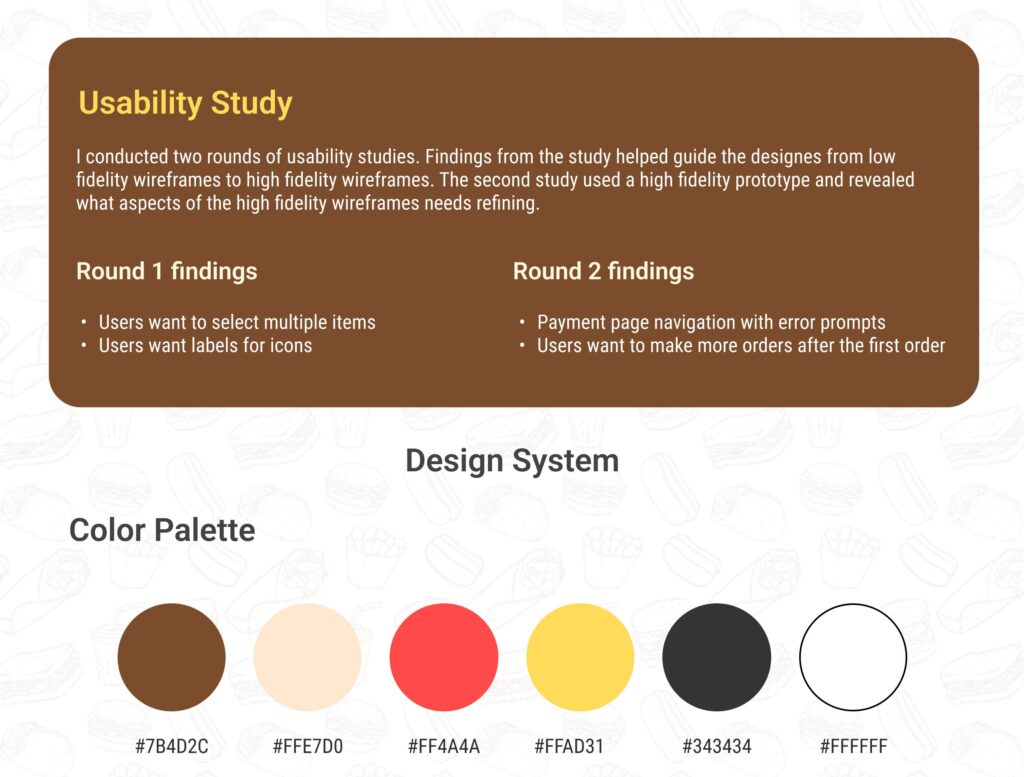 Usability Study
I conducted two rounds of usability studies. Findings from the study helped guide the designes from low
fidelity wireframes to high fidelity wireframes. The second study used a high fidelity prototype and revealed
what aspects of the high fidelity wireframes needs refining.
Round 1 findings
• Users want to select multiple items
• Users want labels for icons
Round 2 findings
• Payment page navigation with error prompts
• Users want to make more orders after the first order
Design System
Color Palette
#7B4D2C
#FFE7D0
#FF4A4A
#FFAD31
#343434
#FFFFFF